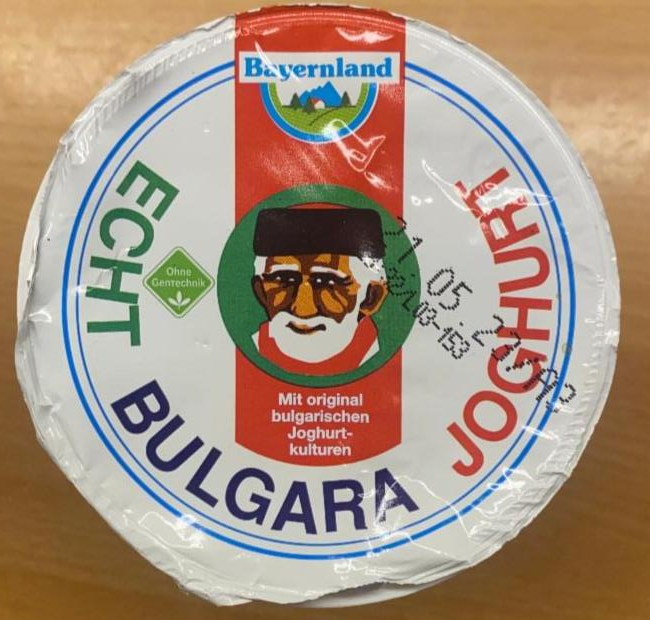 Bayernland
ECHT
Ohne
Gentechnik
BULGARA
JOGHURT
Mit original
bulgarischen
Joghurt-
kulturen